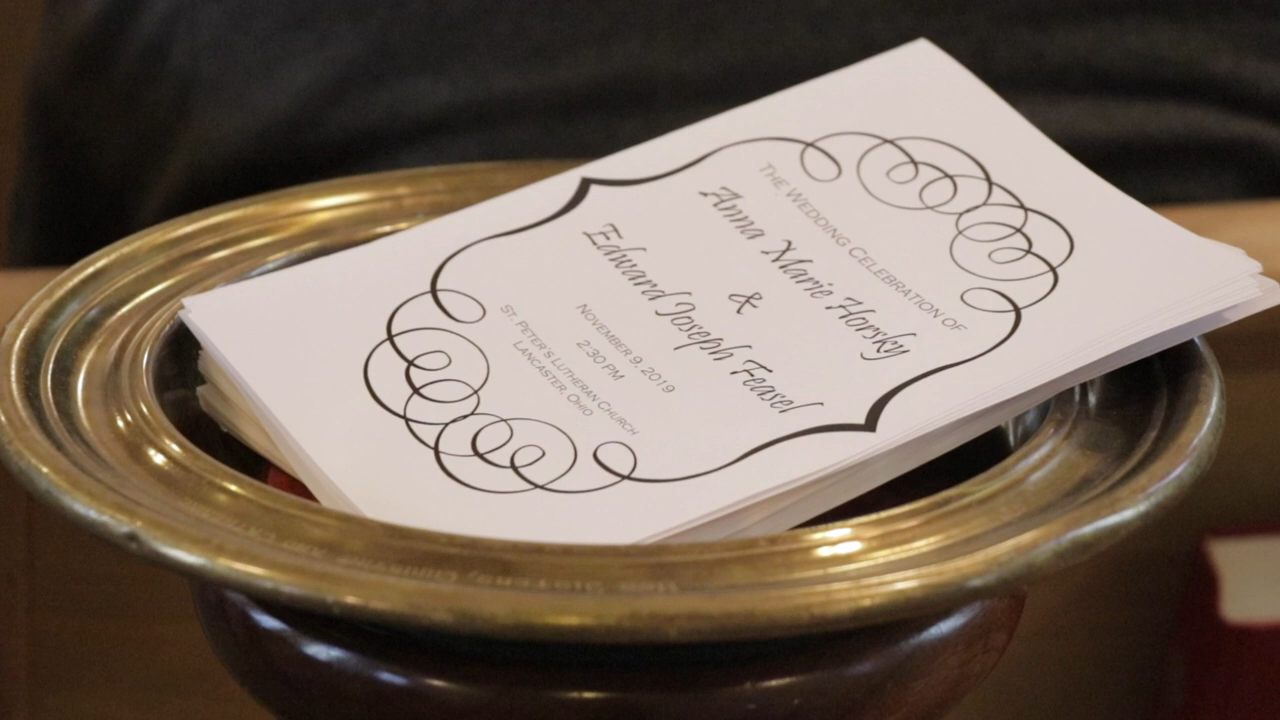 THE WEDDING CELEBRATION OF
Anna Marie Horsky
&
Edward Joseph Feasel
NOVEMBER 9, 2019
2:30 PM
ST. PETER'S LUTHERAN CHURCH
LANCASTER, OHIO